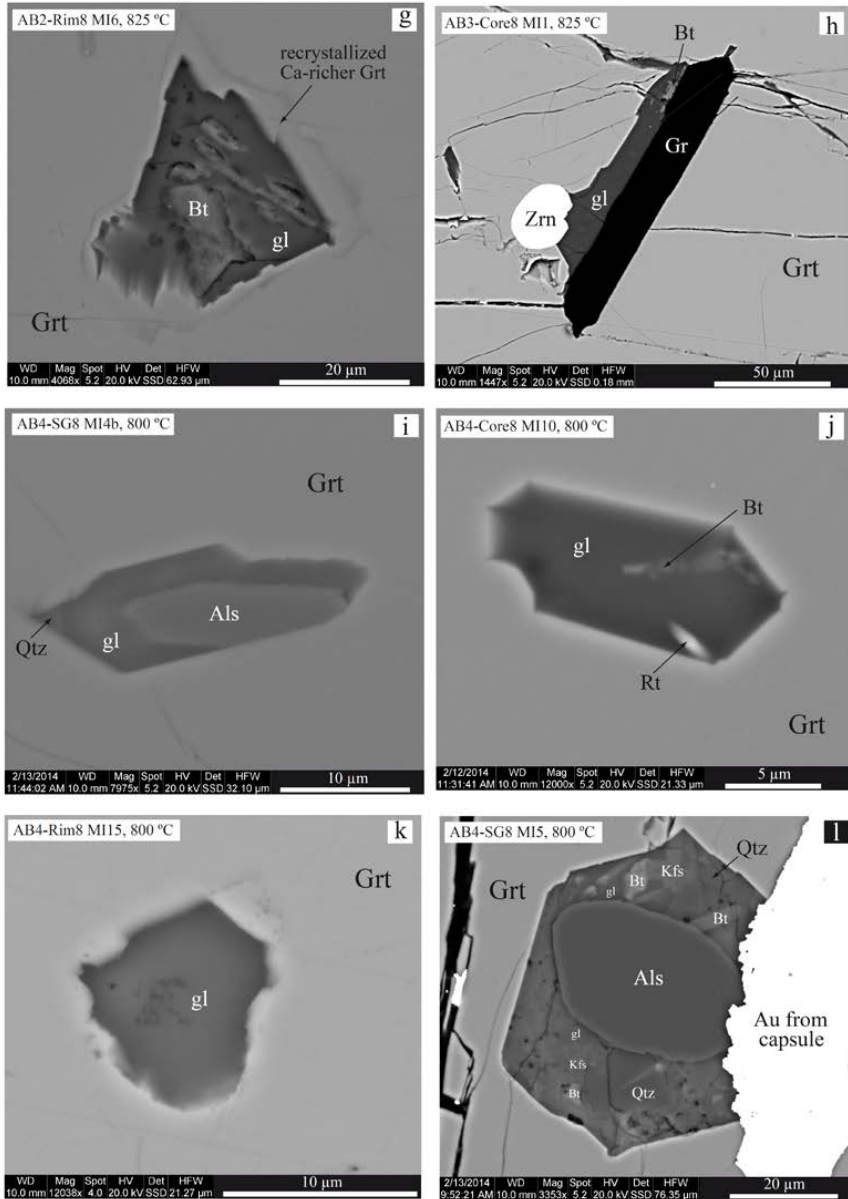 AB2-Rim8 MI6, 825 ºC
g
recrystallized
Ca-richer Grt
Bt
gl
Grt
WD Mag Spot HV Det HFW
10.0 mm 4068x 5.2 20.0 kV SSD 62.93 µm
20 µm
AB3-Core8 MI1, 825 ºC
h
Bt
Gr
gl
Zrn
Grt
WD Mag Spot HV Det HFW
10.0 mm 1447x 5.2 20.0 kV SSD 0.18 mm
50 µm
AB4-SG8 MI4b, 800 ºC
i
Grt
Als
Qtz
gl
2/13/2014 WD Mag Spot HV Det HFW
11:44:02 AM 10.0 mm 7975x 5.2 20.0 kV SSD 32.10 µm
10 µm
AB4-Core8 MI10, 800 ºC
j
Bt
gl
Rt
Grt
2/12/2014 WD Mag Spot HV Det HFW
11:31:41 AM 10.0 mm 12000x 5.2 20.0 kV SSD 21.33 µm
5 µm
AB4-Rim8 MI15, 800 ºC
k
Grt
gl
WD Mag Spot HV Det HFW
10.0 mm 12038x 4.0 20.0 kV SSD 21.27 µm
10 µm
AB4-SG8 MI5, 800 ºC
l
Qtz
Grt
Kfs
Bt
gl
Bt
Als
Au from
capsule
gl
Kfs
Bt
Qtz
2/13/2014 WD Mag Spot HV Det HFW
9:52:21 AM 10.0 mm 3353x 5.2 20.0 kV SSD 76.35 µm
20 µm